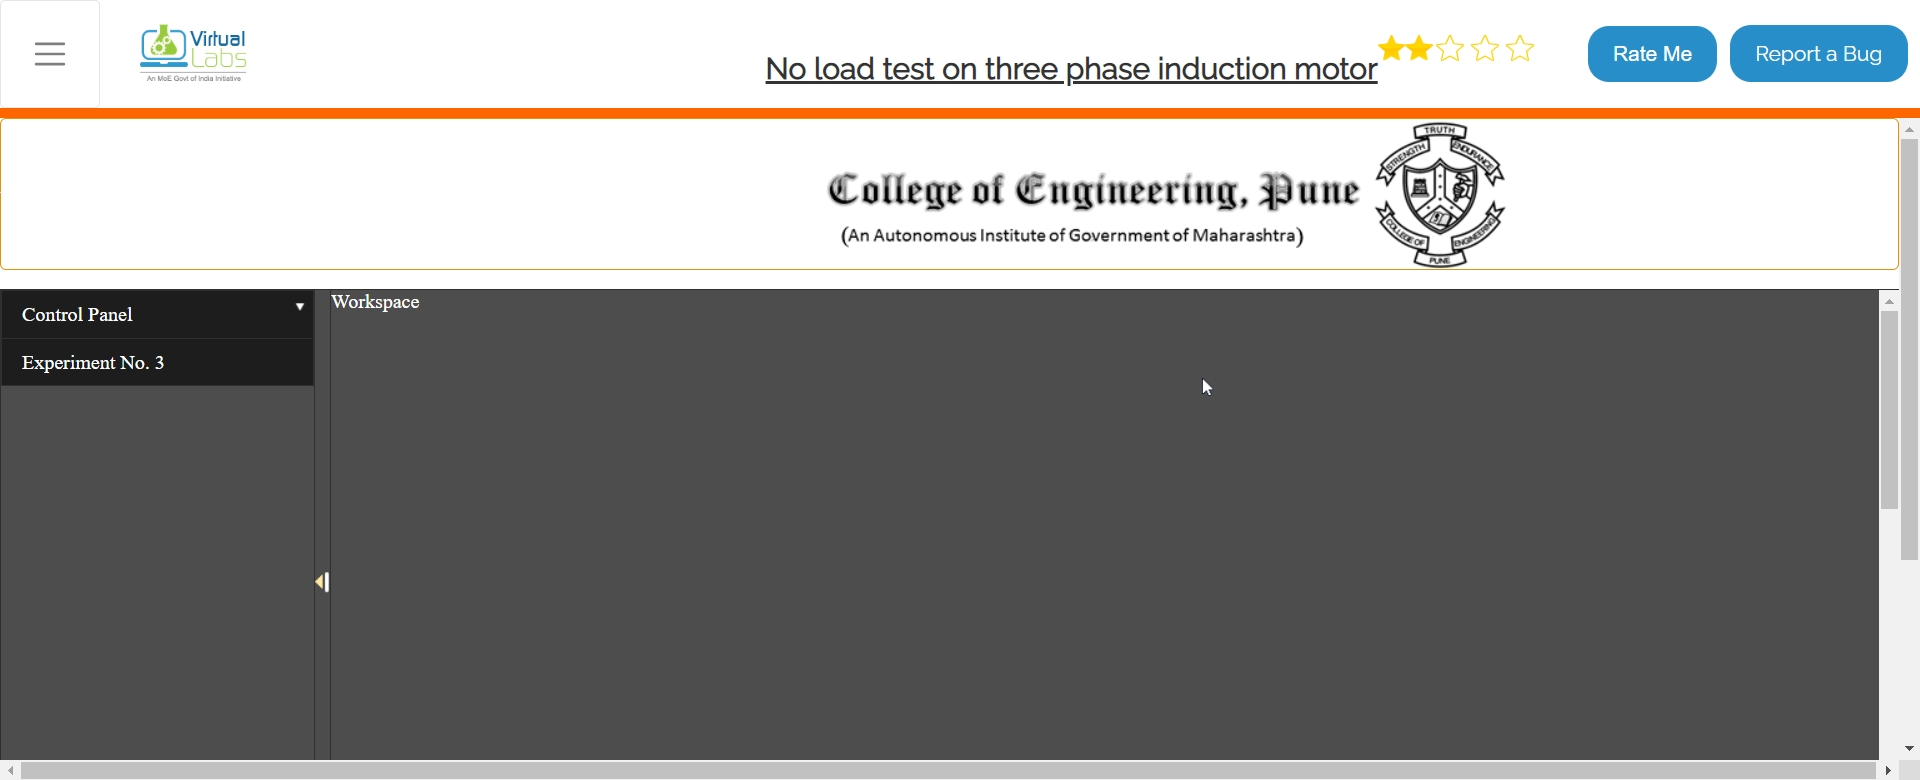 Virtual
Labs
An MoE Govt of India Initiative
No load test on three phase induction motor
Rate Me
Report a Bug
College of Engineering, Pune
(An Autonomous Institute of Government of Maharashtra)
TRUTH
STRENGTH
ENDURANCE
COLLEGE OF
ENGINEERING
PUNE
Control Panel
Workspace
Experiment No. 3